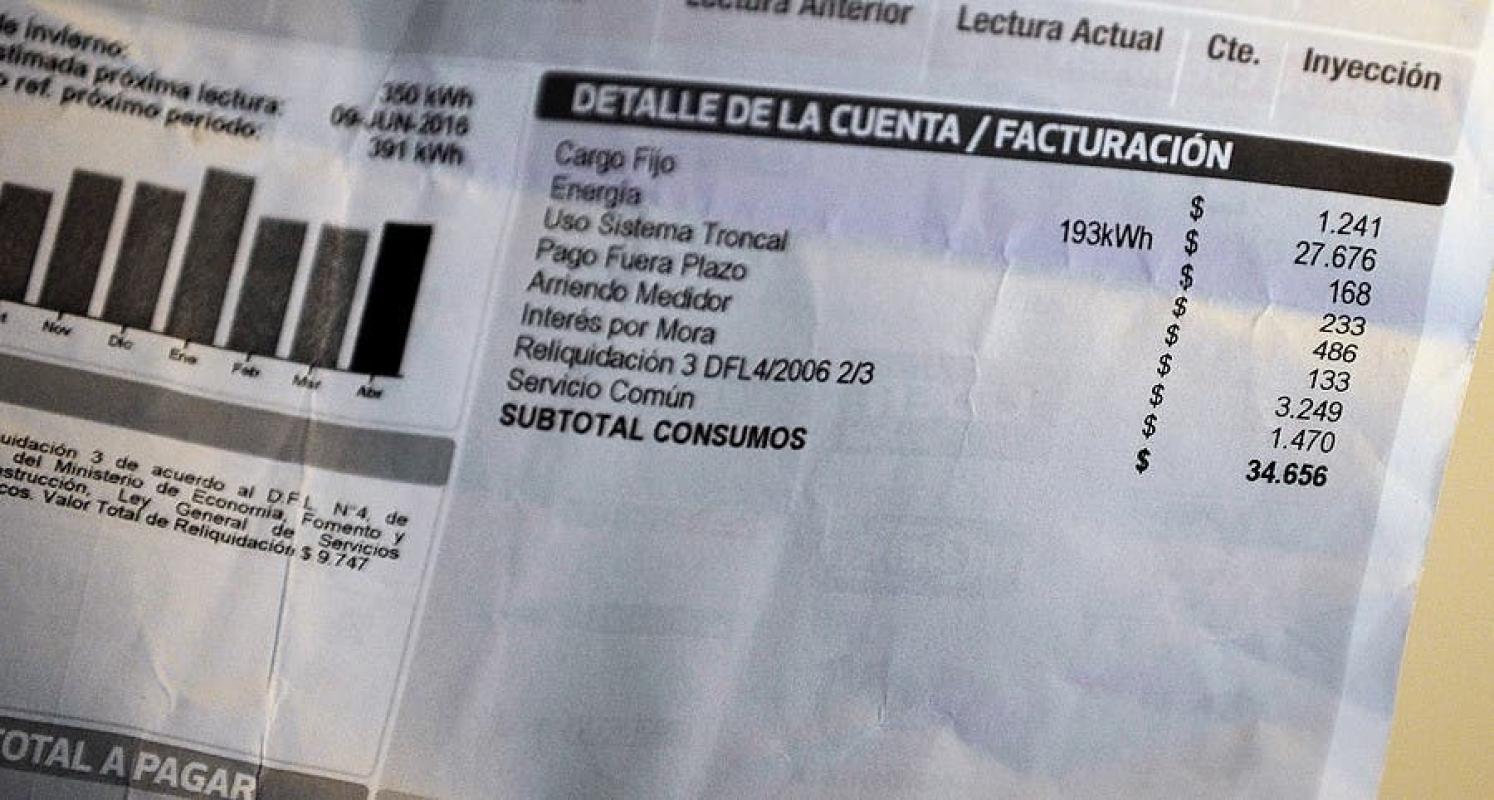 Lectura Anterior Lectura Actual Cte. Inyección
de invierno: 350 kWh
stimada próxima lectura: 09-JUN-2016
ref. próximo periodo: 391 kWh
Nov Dic Ene Feb Mar Abr
uidación 3 de acuerdo al D.F.L. N°4, de
del Ministerio de Economía, Fomento y
strucción, Ley General de Servicios
cos. Valor Total de Reliquidación $ 9.747
TOTAL A PAGAR
DETALLE DE LA CUENTA / FACTURACIÓN
Cargo Fijo $ 1.241
Energía 193kWh $ 27.676
Uso Sistema Troncal $ 168
Pago Fuera Plazo $ 233
Arriendo Medidor $ 486
Interés por Mora $ 133
Reliquidación 3 DFL4/2006 2/3 $ 3.249
Servicio Común $ 1.470
SUBTOTAL CONSUMOS $ 34.656